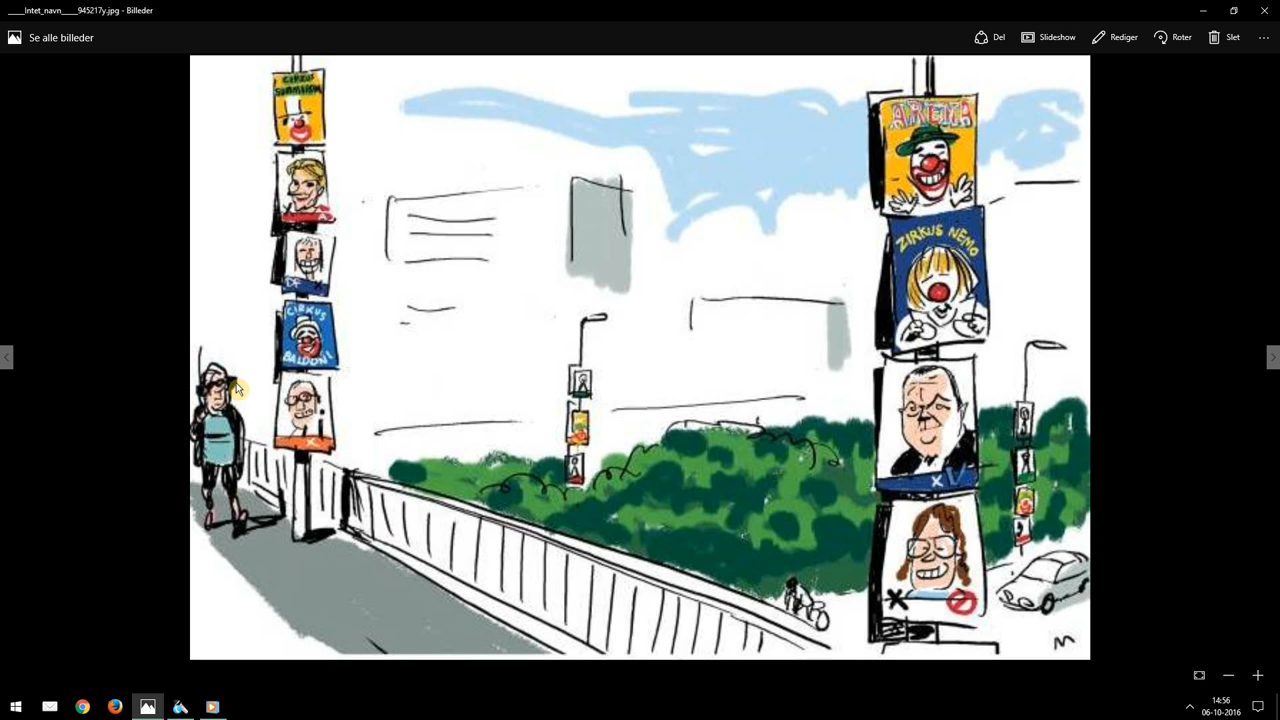 ____Intet_navn____945217y.jpg - Billeder
Se alle billeder
Del
Slideshow
Rediger
Roter
Slet
CIRKUS
ARENA
A
DF X
CIRKUS
BALDONI
X
ZIRKUS NEMO
X V
X
M
14:56
06-10-2016